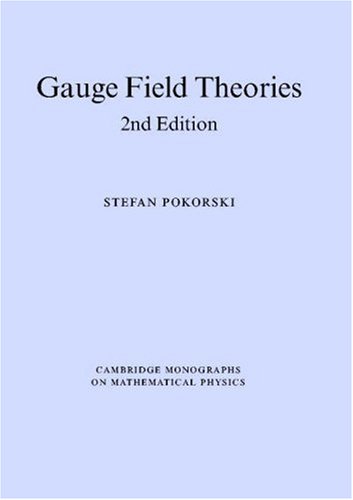 Gauge Field Theories
2nd Edition
STEFAN POKORSKI
CAMBRIDGE MONOGRAPHS
ON MATHEMATICAL PHYSICS